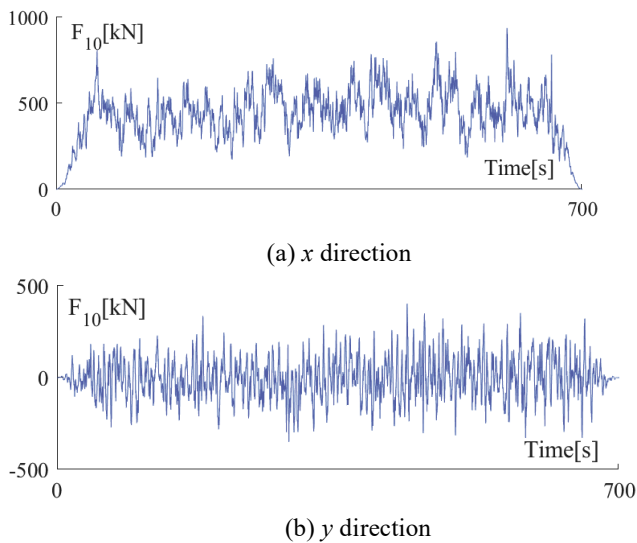 1000
F10[kN]
500
Time[s]
0
0
700
(a) x direction
500
F10[kN]
0
Time[s]
-500
0
700
(b) y direction